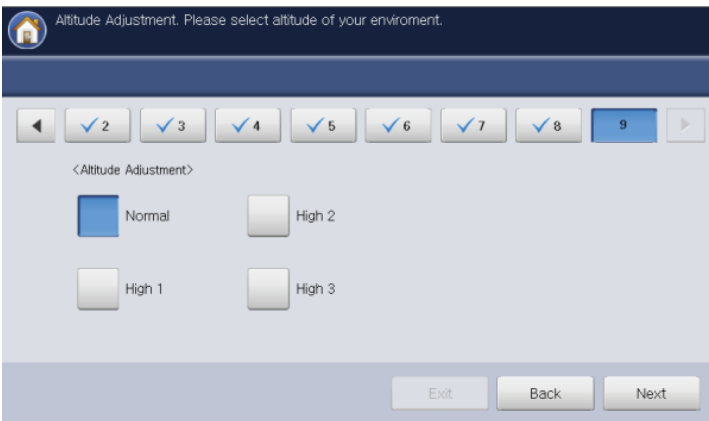 Altitude Adjustment. Please select altitude of your enviroment.
2 3 4 5 6 7 8 9
<Altitude Adjustment>
Normal High 2
High 1 High 3
Exit Back Next